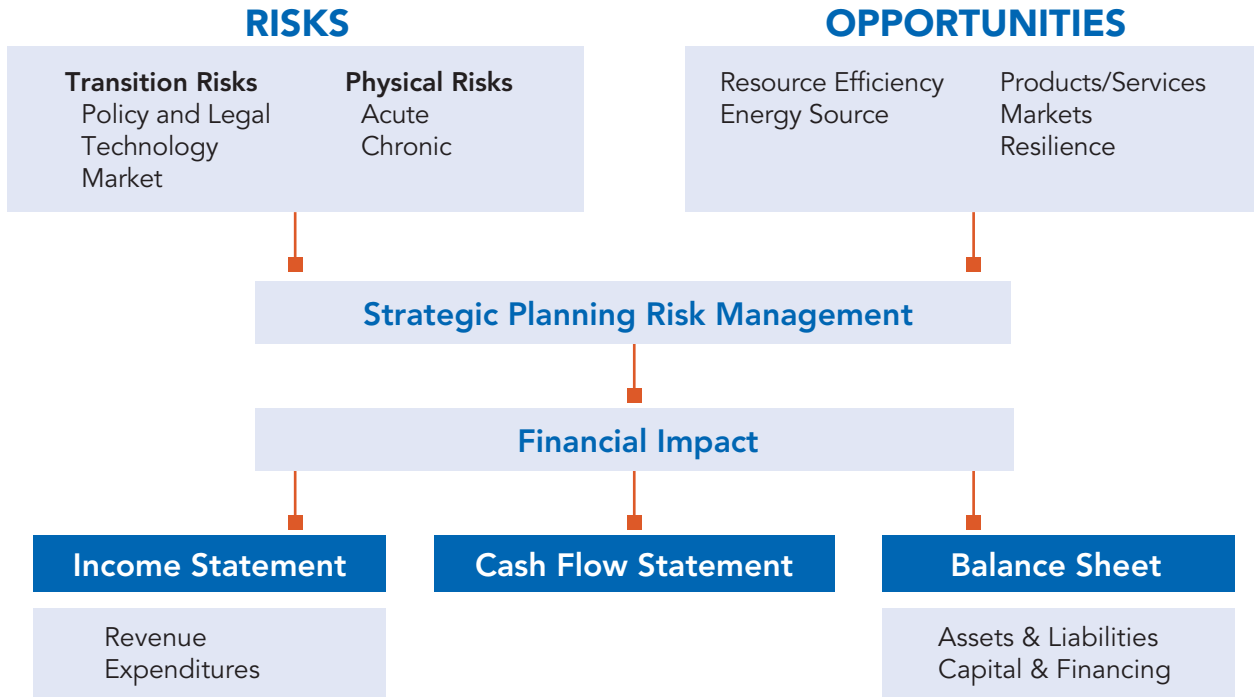 RISKS
Transition Risks
Policy and Legal
Technology
Market
Physical Risks
Acute
Chronic
OPPORTUNITIES
Resource Efficiency
Energy Source
Products/Services
Markets
Resilience
Strategic Planning Risk Management
Financial Impact
Income Statement
Revenue
Expenditures
Cash Flow Statement
Balance Sheet
Assets & Liabilities
Capital & Financing